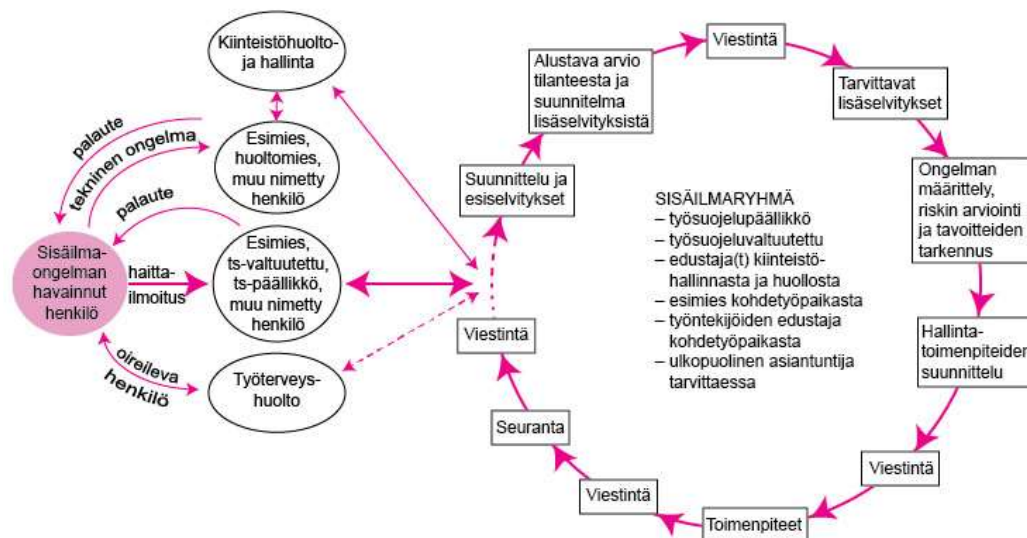 Kiinteistöhuolto-
ja hallinta
palaute
tekninen ongelma
Esimies,
huoltomies,
muu nimetty
henkilö
palaute
Sisäilma-
ongelman
havainnut
henkilö
haitta-
ilmoitus
Esimies,
ts-valtuutettu,
ts-päällikkö,
muu nimetty
henkilö
oireileva
henkilö
Työterveys-
huolto
Suunnittelu ja
esiselvitykset
Alustava arvio
tilanteesta ja
suunnitelma
lisäselvityksistä
Viestintä
Tarvittavat
lisäselvitykset
Ongelman
määrittely,
riskin arviointi
ja tavoitteiden
tarkennus
Hallinta-
toimenpiteiden
suunnittelu
Viestintä
Toimenpiteet
Viestintä
Seuranta
Viestintä
SISÄILMARYHMÄ
– työsuojelupäällikkö
– työsuojeluvaltuutettu
– edustaja(t) kiinteistö-
hallinnasta ja huollosta
– esimies kohdetyöpaikasta
– työntekijöiden edustaja
kohdetyöpaikasta
– ulkopuolinen asiantuntija
tarvittaessa